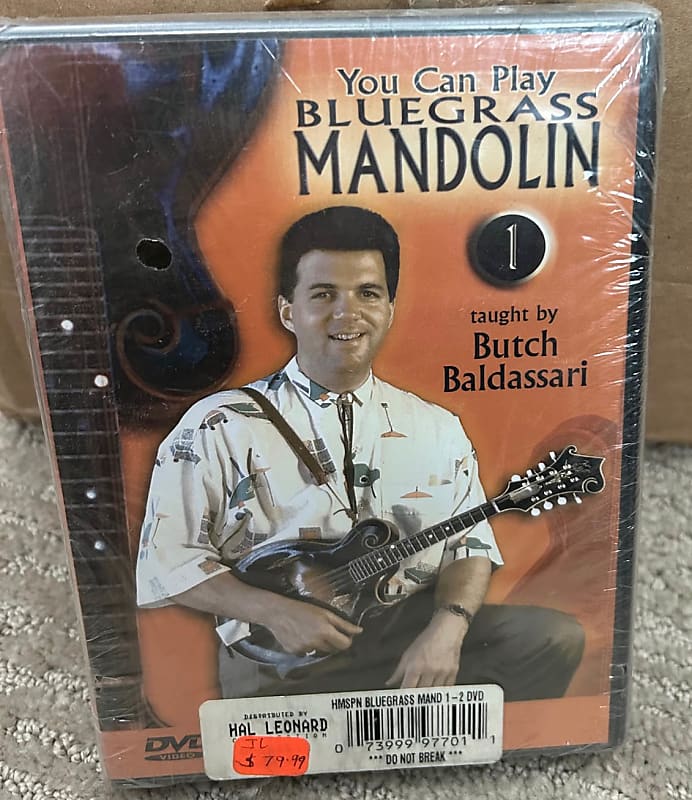 You Can Play
BLUEGRASS
MANDOLIN
1
taught by
Butch
Baldassari
DVD
VIDEO
HMSPN BLUEGRASS MAND 1-2 DVD
DISTRIBUTED BY
HAL LEONARD
JL
$79.99
0 73999 97701 1
*** DO NOT BREAK ***